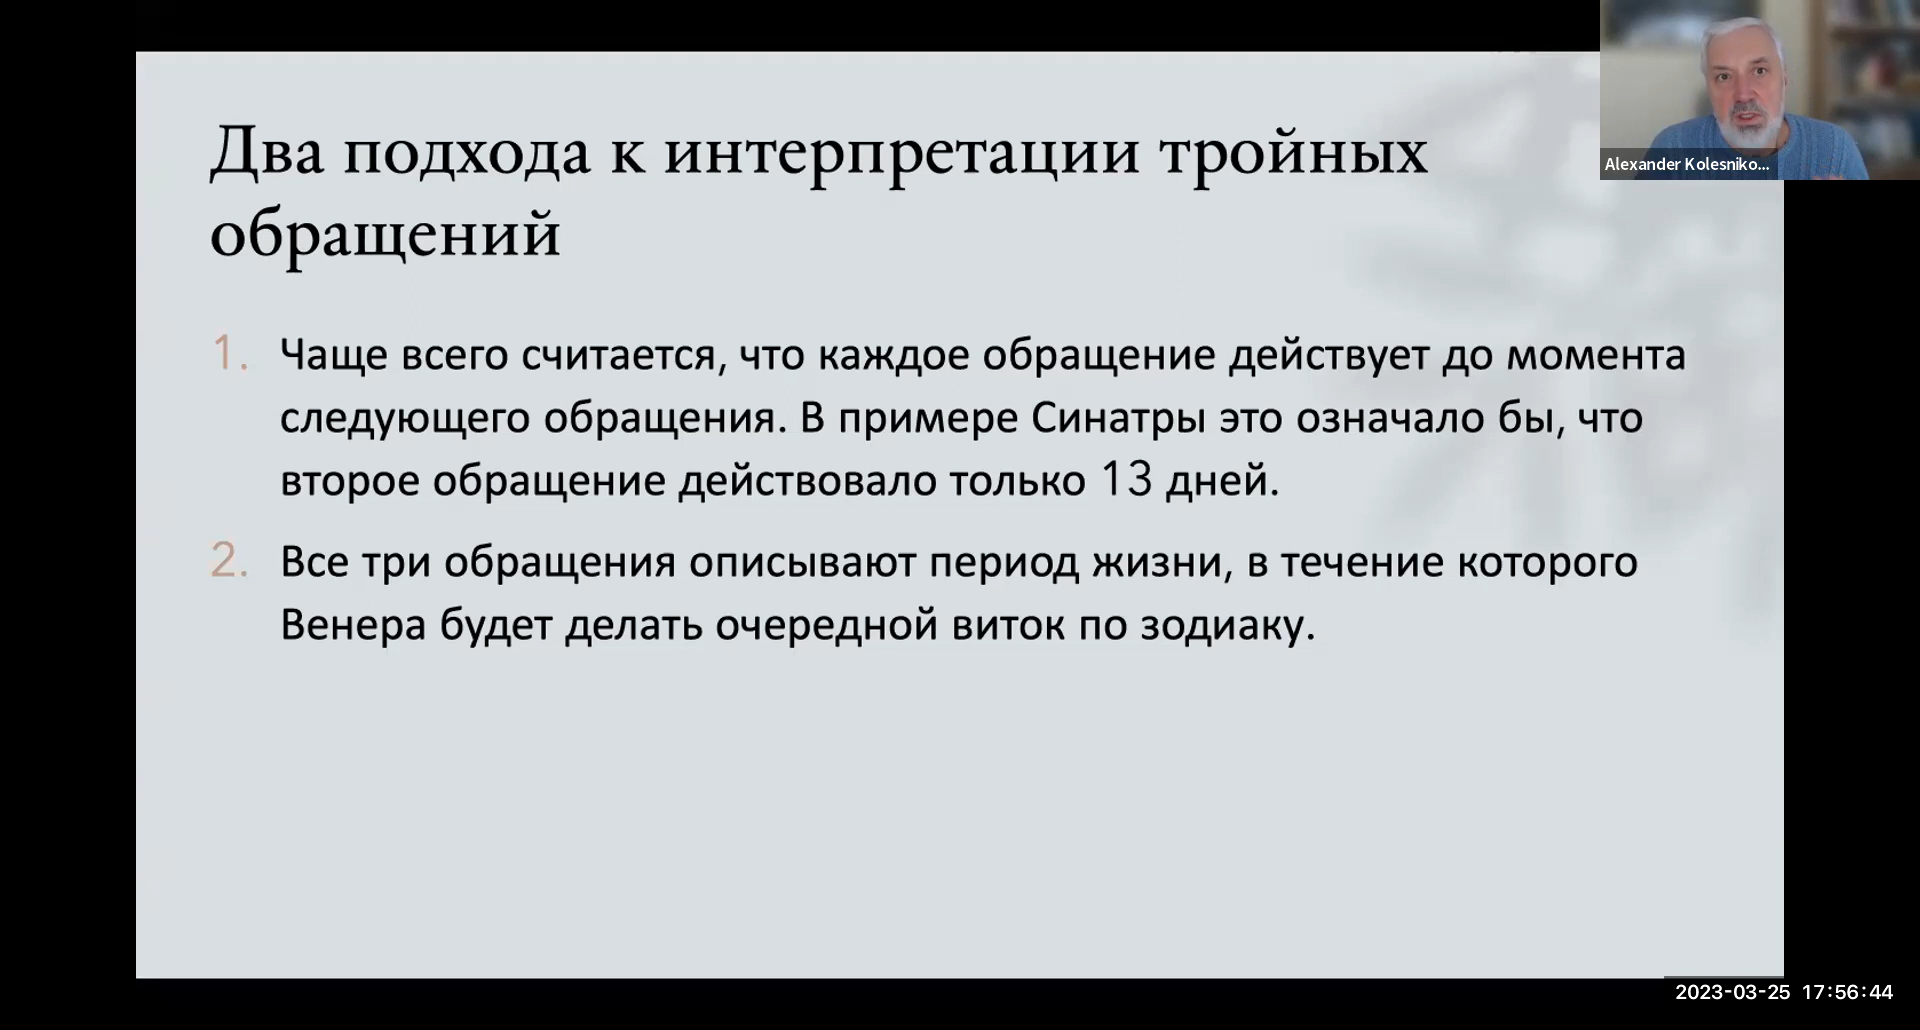 Два подхода к интерпретации тройных
обращений
1. Чаще всего считается, что каждое обращение действует до момента
следующего обращения. В примере Синатры это означало бы, что
второе обращение действовало только 13 дней.
2. Все три обращения описывают период жизни, в течение которого
Венера будет делать очередной виток по зодиаку.
Alexander Kolesniko...
2023-03-25 17:56:44